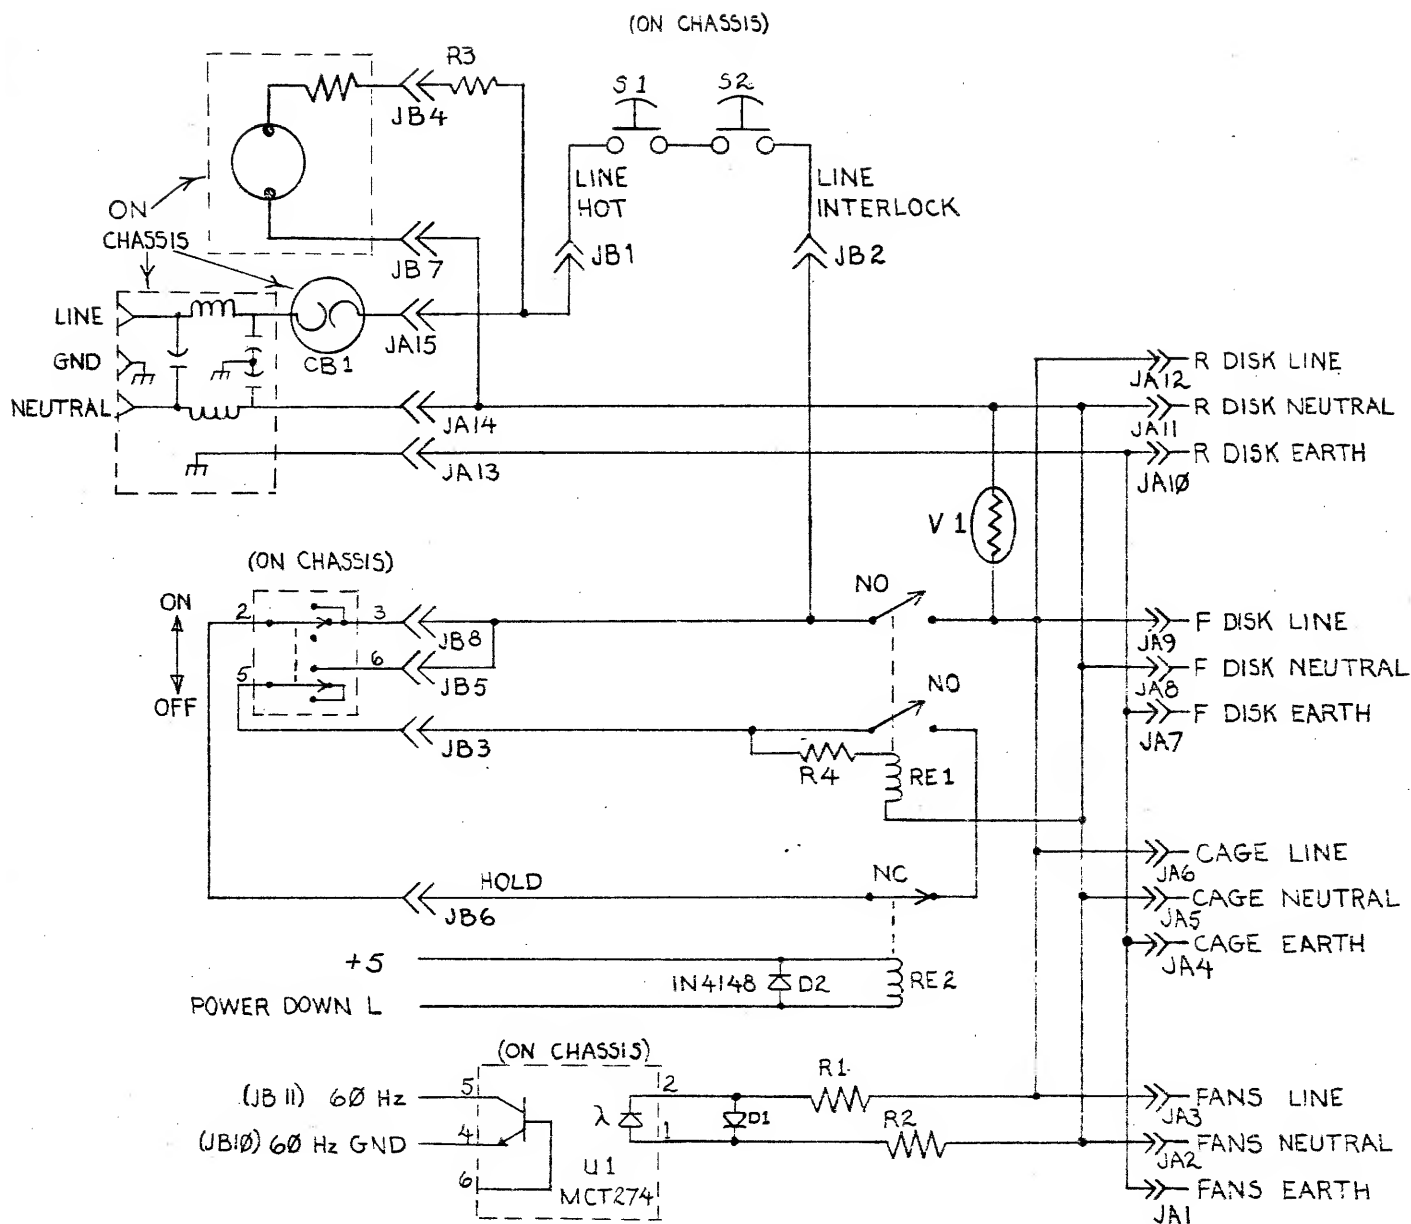 (ON CHASSIS)
R3
JB4
S1
S2
LINE
HOT
LINE
INTERLOCK
ON
CHASSIS
JB7
JB1
JB2
LINE
GND
NEUTRAL
CB1
JA15
JA14
JA13
R DISK LINE
JA12
R DISK NEUTRAL
JA11
R DISK EARTH
JA1Ø
V1
(ON CHASSIS)
ON
OFF
2
3
5
6
JB8
JB5
JB3
NO
NO
R4
RE1
F DISK LINE
JA9
F DISK NEUTRAL
JA8
F DISK EARTH
JA7
HOLD
JB6
NC
CAGE LINE
JA6
CAGE NEUTRAL
JA5
CAGE EARTH
JA4
+5
POWER DOWN L
IN4148
D2
RE2
(ON CHASSIS)
(JB11) 6Ø Hz
(JB1Ø) 6Ø Hz GND
5
4
6
2
1
λ
U1
MCT274
D1
R1
R2
FANS LINE
JA3
FANS NEUTRAL
JA2
FANS EARTH
JA1